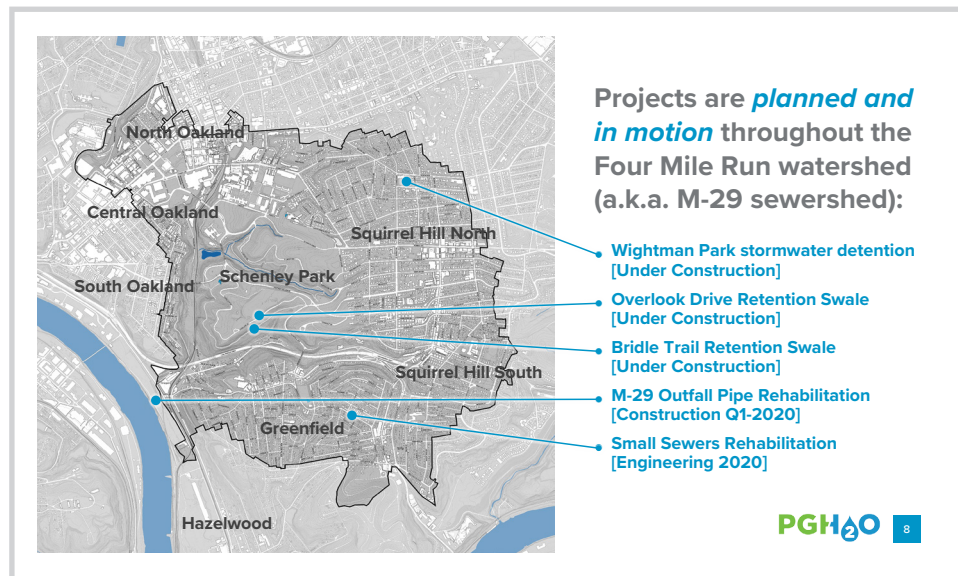 Projects are planned and
in motion throughout the
Four Mile Run watershed
(a.k.a. M-29 sewershed):
Wightman Park stormwater detention
[Under Construction]
Overlook Drive Retention Swale
[Under Construction]
Bridle Trail Retention Swale
[Under Construction]
M-29 Outfall Pipe Rehabilitation
[Construction Q1-2020]
Small Sewers Rehabilitation
[Engineering 2020]
North Oakland
Central Oakland
Squirrel Hill North
South Oakland
Schenley Park
Squirrel Hill South
Greenfield
Hazelwood
PGH2O
8